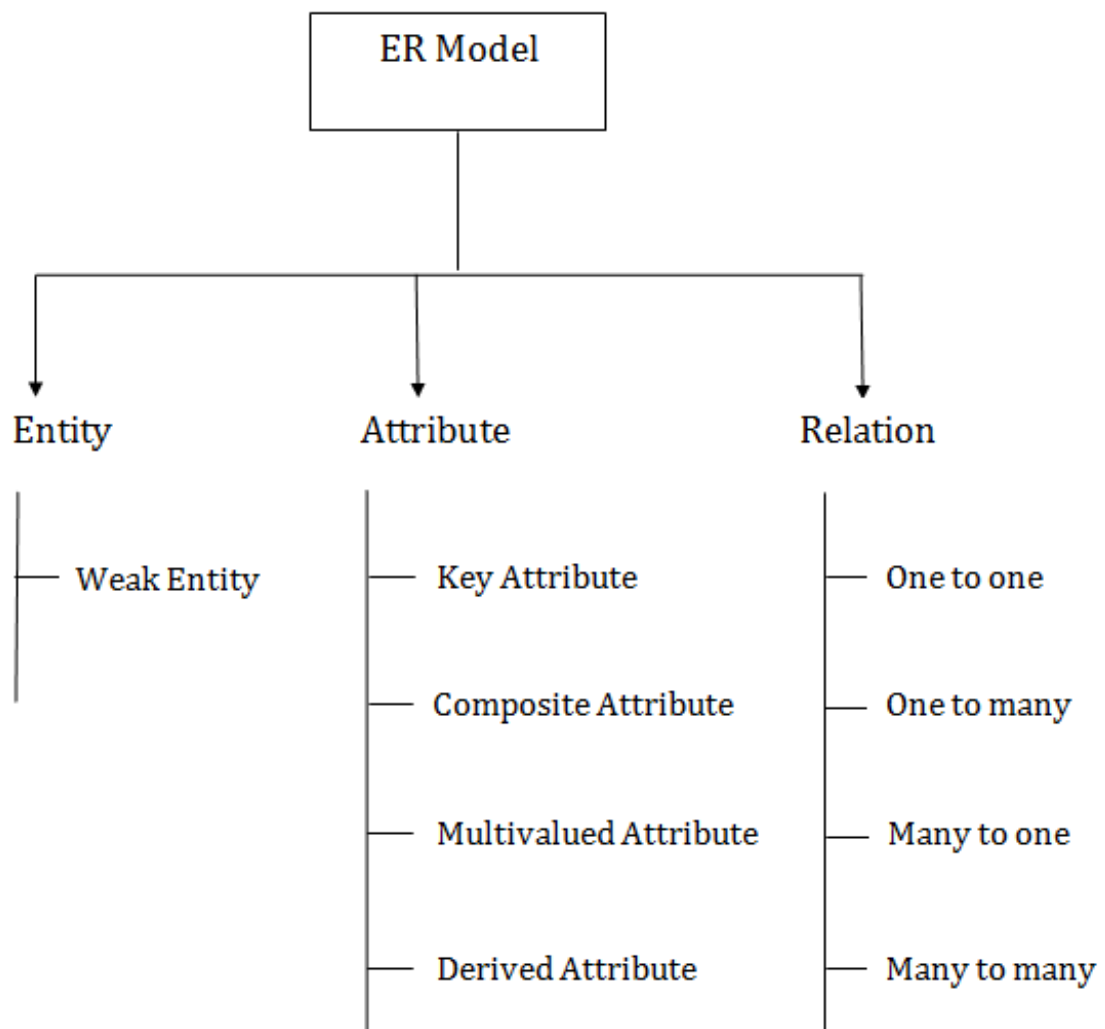 ER Model
Entity
Attribute
Relation
Weak Entity
Key Attribute
One to one
Composite Attribute
One to many
Multivalued Attribute
Many to one
Derived Attribute
Many to many